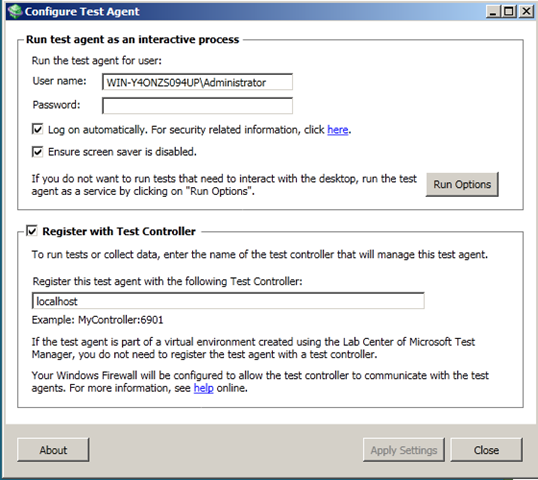 Configure Test Agent
Run test agent as an interactive process
Run the test agent for user:
User name: WIN-Y4ONZS094UP\Administrator
Password:
Log on automatically. For security related information, click here.
Ensure screen saver is disabled.
If you do not want to run tests that need to interact with the desktop, run the test
agent as a service by clicking on "Run Options".
Run Options
Register with Test Controller
To run tests or collect data, enter the name of the test controller that will manage this test agent.
Register this test agent with the following Test Controller:
localhost
Example: MyController:6901
If the test agent is part of a virtual environment created using the Lab Center of Microsoft Test
Manager, you do not need to register the test agent with a test controller.
Your Windows Firewall will be configured to allow the test controller to communicate with the test
agents. For more information, see help online.
About Apply Settings Close